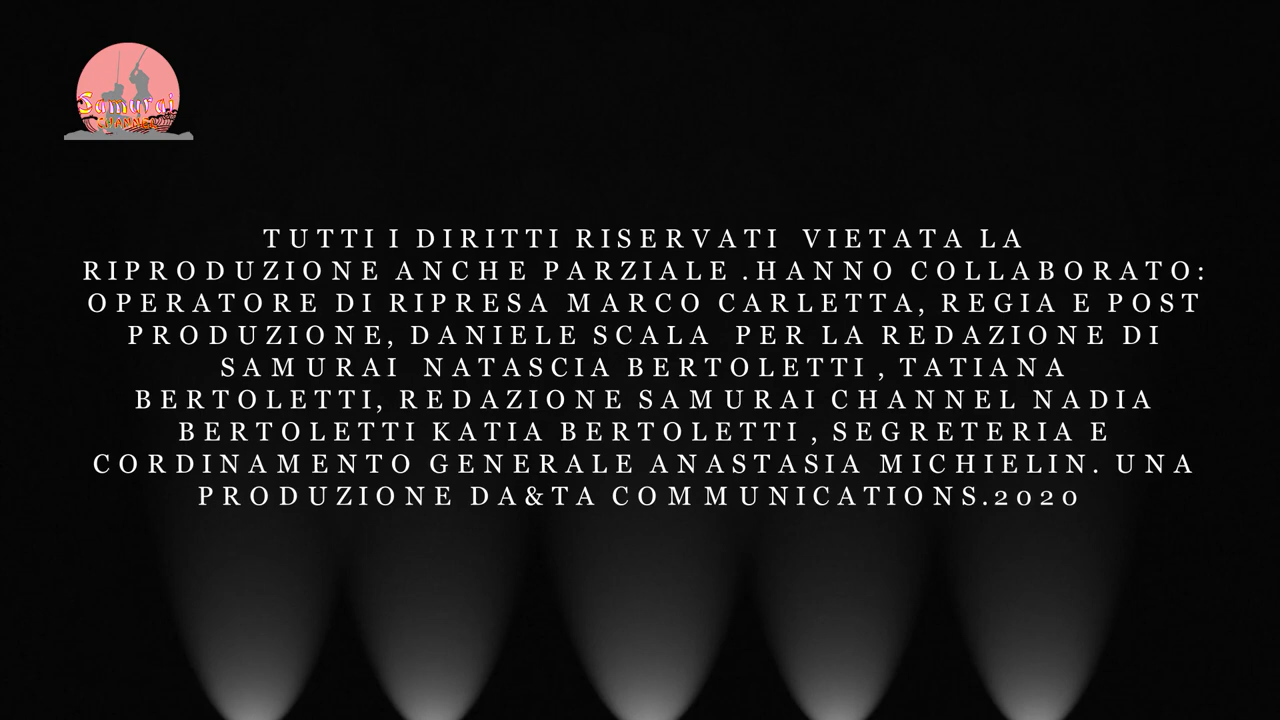 Samurai
CHANNEL
TUTTI I DIRITTI RISERVATI VIETATA LA
RIPRODUZIONE ANCHE PARZIALE .HANNO COLLABORATO:
OPERATORE DI RIPRESA MARCO CARLETTA, REGIA E POST
PRODUZIONE, DANIELE SCALA PER LA REDAZIONE DI
SAMURAI NATASCIA BERTOLETTI , TATIANA
BERTOLETTI, REDAZIONE SAMURAI CHANNEL NADIA
BERTOLETTI KATIA BERTOLETTI , SEGRETERIA E
CORDINAMENTO GENERALE ANASTASIA MICHIELIN. UNA
PRODUZIONE DA&TA COMMUNICATIONS.2020